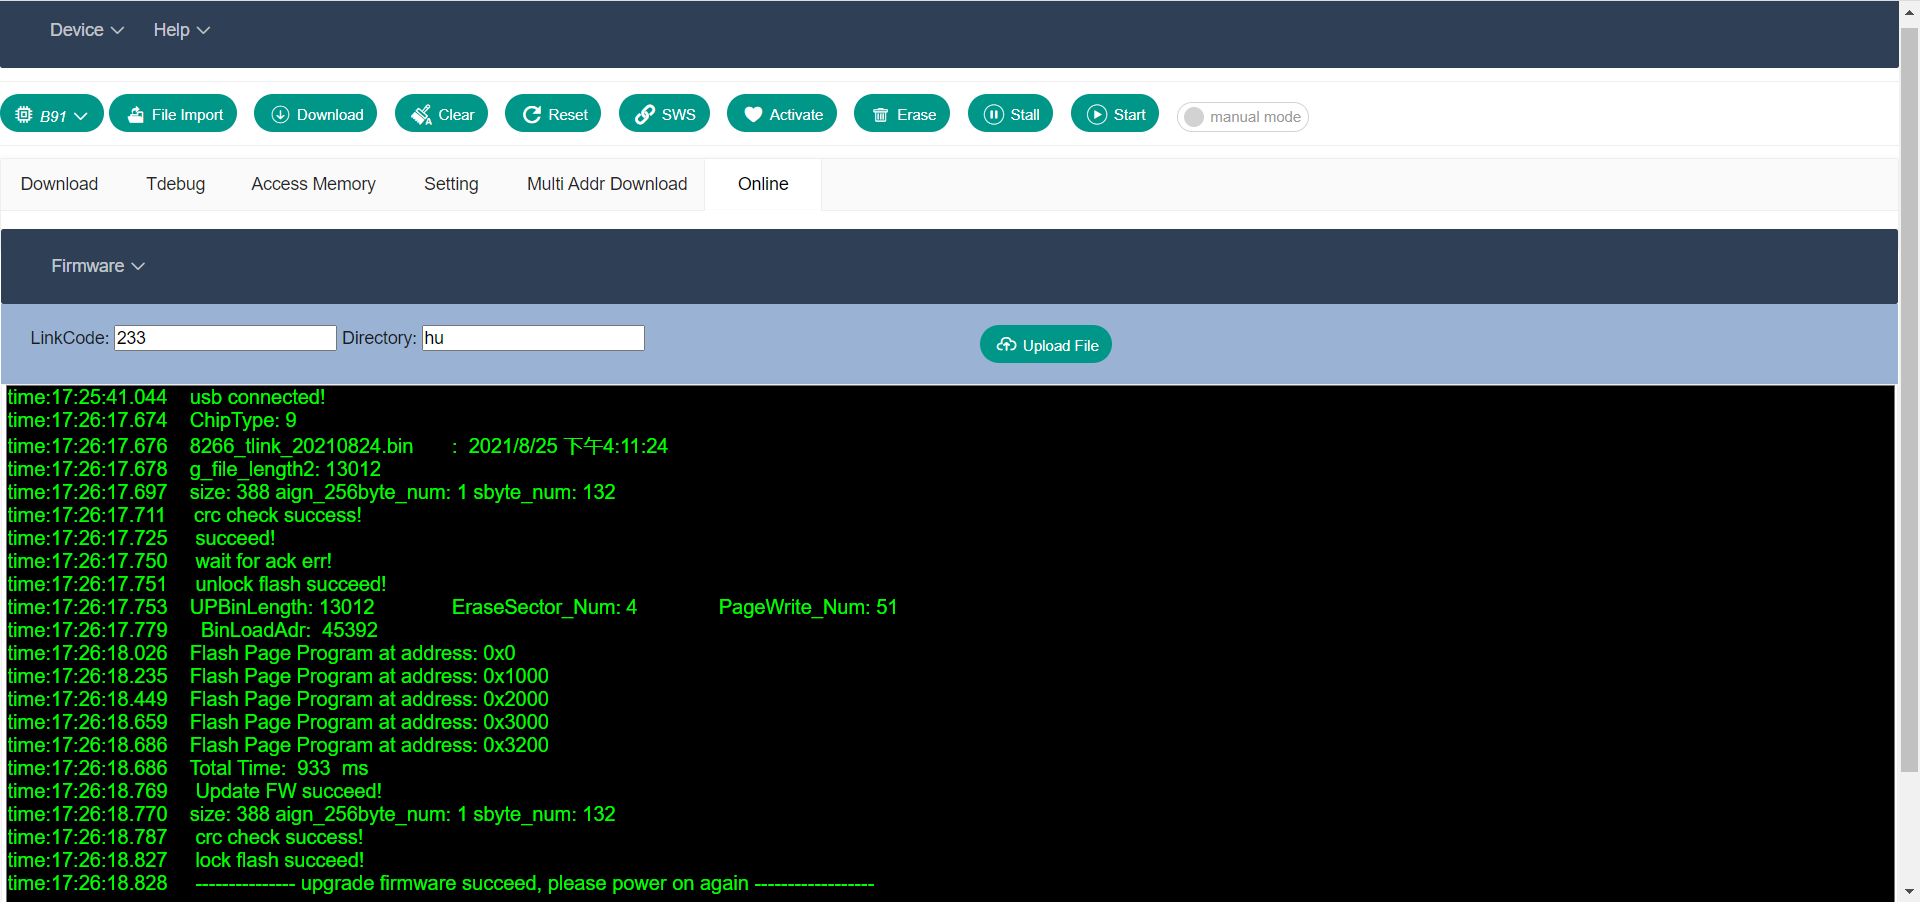 Device Help
B91 File Import Download Clear Reset SWS Activate Erase Stall Start manual mode
Download Tdebug Access Memory Setting Multi Addr Download Online
Firmware
LinkCode: 233 Directory: hu Upload File
time:17:25:41.044 usb connected!
time:17:26:17.674 ChipType: 9
time:17:26:17.676 8266_tlink_20210824.bin : 2021/8/25 下午4:11:24
time:17:26:17.678 g_file_length2: 13012
time:17:26:17.697 size: 388 aign_256byte_num: 1 sbyte_num: 132
time:17:26:17.711 crc check success!
time:17:26:17.725 succeed!
time:17:26:17.750 wait for ack err!
time:17:26:17.751 unlock flash succeed!
time:17:26:17.753 UPBinLength: 13012 EraseSector_Num: 4 PageWrite_Num: 51
time:17:26:17.779 BinLoadAdr: 45392
time:17:26:18.026 Flash Page Program at address: 0x0
time:17:26:18.235 Flash Page Program at address: 0x1000
time:17:26:18.449 Flash Page Program at address: 0x2000
time:17:26:18.659 Flash Page Program at address: 0x3000
time:17:26:18.686 Flash Page Program at address: 0x3200
time:17:26:18.686 Total Time: 933 ms
time:17:26:18.769 Update FW succeed!
time:17:26:18.770 size: 388 aign_256byte_num: 1 sbyte_num: 132
time:17:26:18.787 crc check success!
time:17:26:18.827 lock flash succeed!
time:17:26:18.828 --------------- upgrade firmware succeed, please power on again ------------------